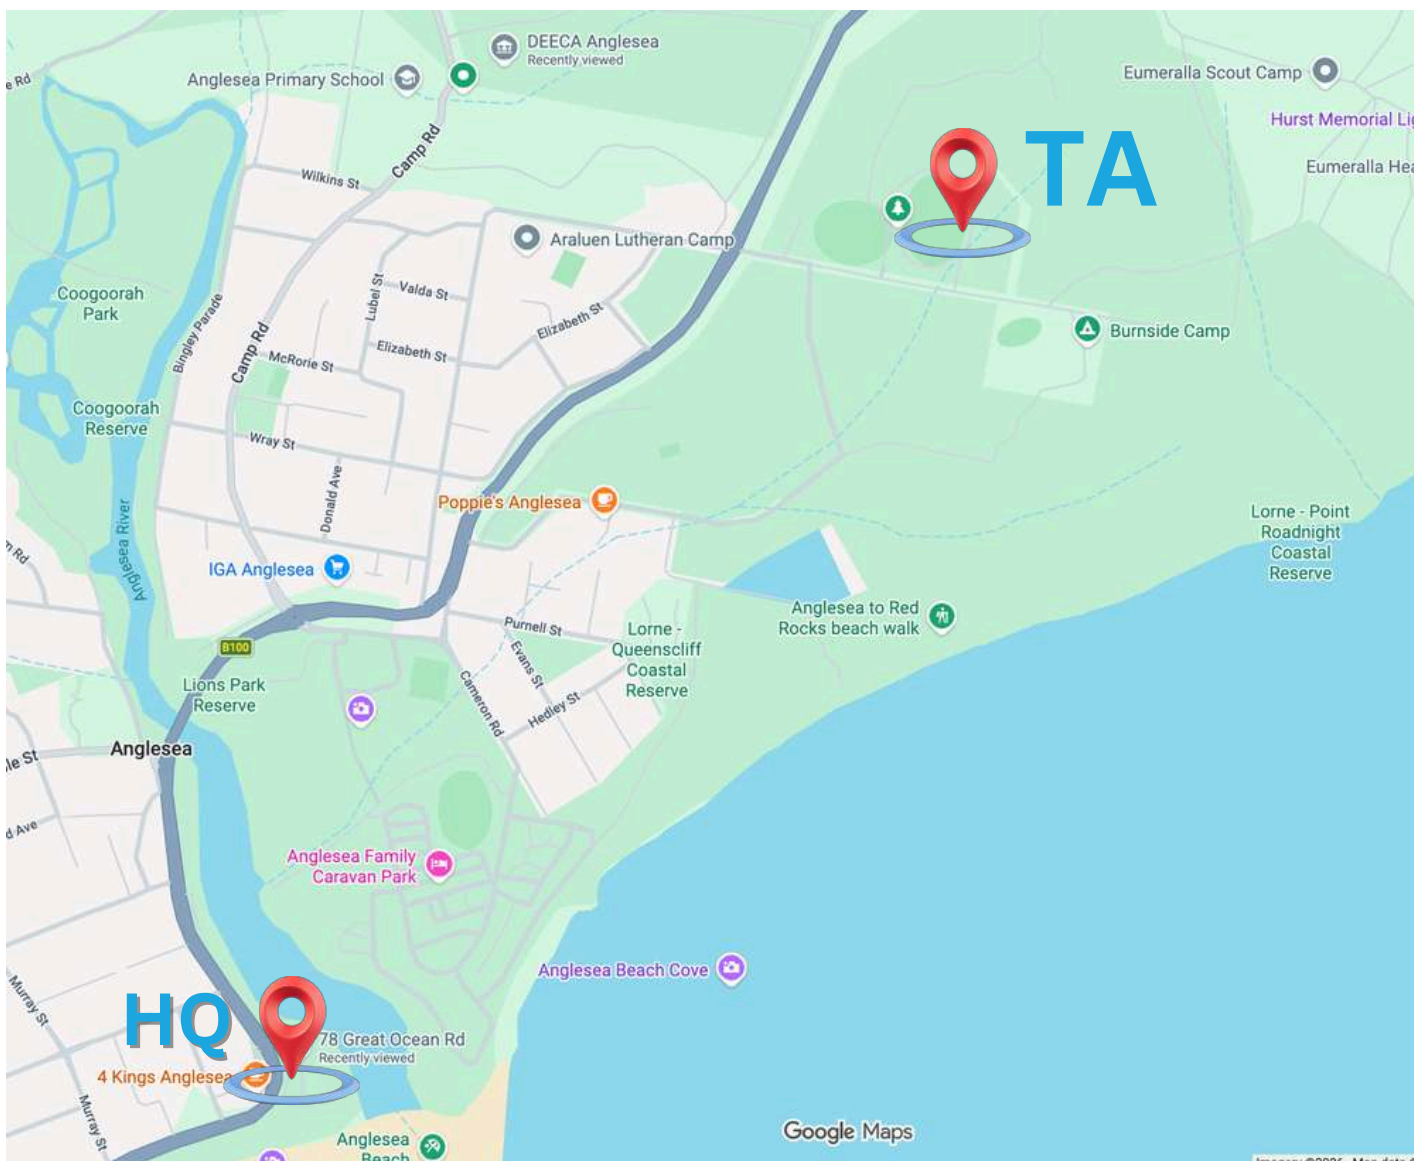 DEECA Anglesea
Recently viewed
Anglesea Primary School
Eumeralla Scout Camp
Hurst Memorial
Eumeralla
TA
Camp Rd
Wilkins St
Araluen Lutheran Camp
Coogoorah
Park
Lubel St
Valda St
Elizabeth St
Bingley Parade
Camp Rd
McRorie St
Elizabeth St
Burnside Camp
Coogoorah
Reserve
Wray St
Donald Ave
Poppie's Anglesea
Anglesea River
Lorne - Point
Roadnight
Coastal
Reserve
Rd
IGA Anglesea
Anglesea to Red
Rocks beach walk
Purnell St
Lorne -
Queenscliff
Coastal
Reserve
B100
Evans St
Lions Park
Reserve
Cameron Rd
Hedley St
Anglesea
St
Ave
Anglesea Family
Caravan Park
Anglesea Beach Cove
Murray St
HQ
78 Great Ocean Rd
Recently viewed
4 Kings Anglesea
Murray St
Anglesea
Beach
Google Maps